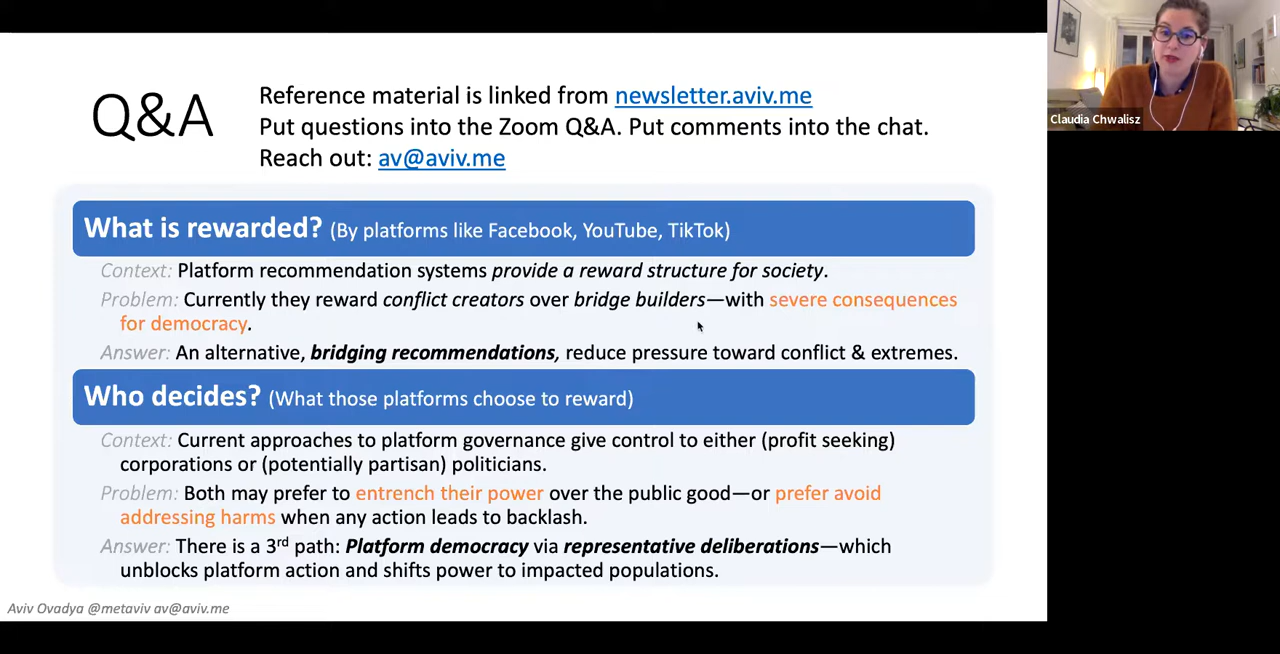 Q&A
Reference material is linked from newsletter.aviv.me
Put questions into the Zoom Q&A. Put comments into the chat.
Reach out: av@aviv.me
Claudia Chwalisz
What is rewarded? (By platforms like Facebook, YouTube, TikTok)
Context: Platform recommendation systems provide a reward structure for society.
Problem: Currently they reward conflict creators over bridge builders—with severe consequences
for democracy.
Answer: An alternative, bridging recommendations, reduce pressure toward conflict & extremes.
Who decides? (What those platforms choose to reward)
Context: Current approaches to platform governance give control to either (profit seeking)
corporations or (potentially partisan) politicians.
Problem: Both may prefer to entrench their power over the public good—or prefer avoid
addressing harms when any action leads to backlash.
Answer: There is a 3rd path: Platform democracy via representative deliberations—which
unblocks platform action and shifts power to impacted populations.
Aviv Ovadya @metaviv av@aviv.me